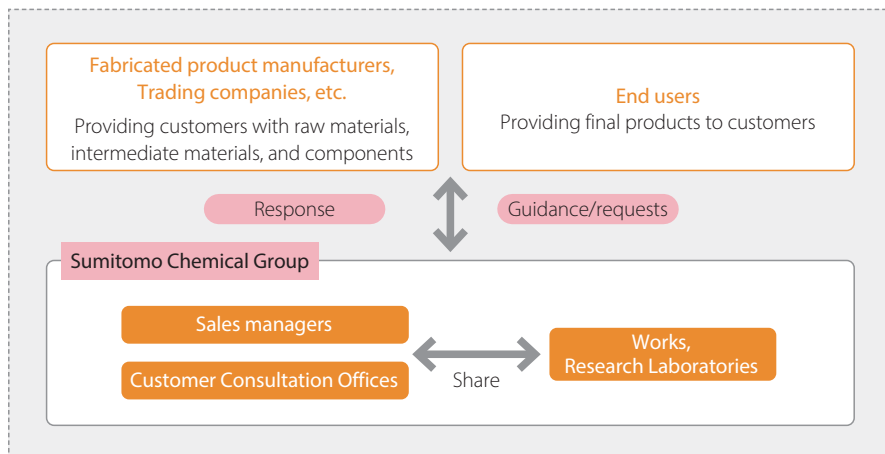 Fabricated product manufacturers,
Trading companies, etc.
Providing customers with raw materials,
intermediate materials, and components
End users
Providing final products to customers
Response
Guidance/requests
Sumitomo Chemical Group
Sales managers
Customer Consultation Offices
Share
Works,
Research Laboratories